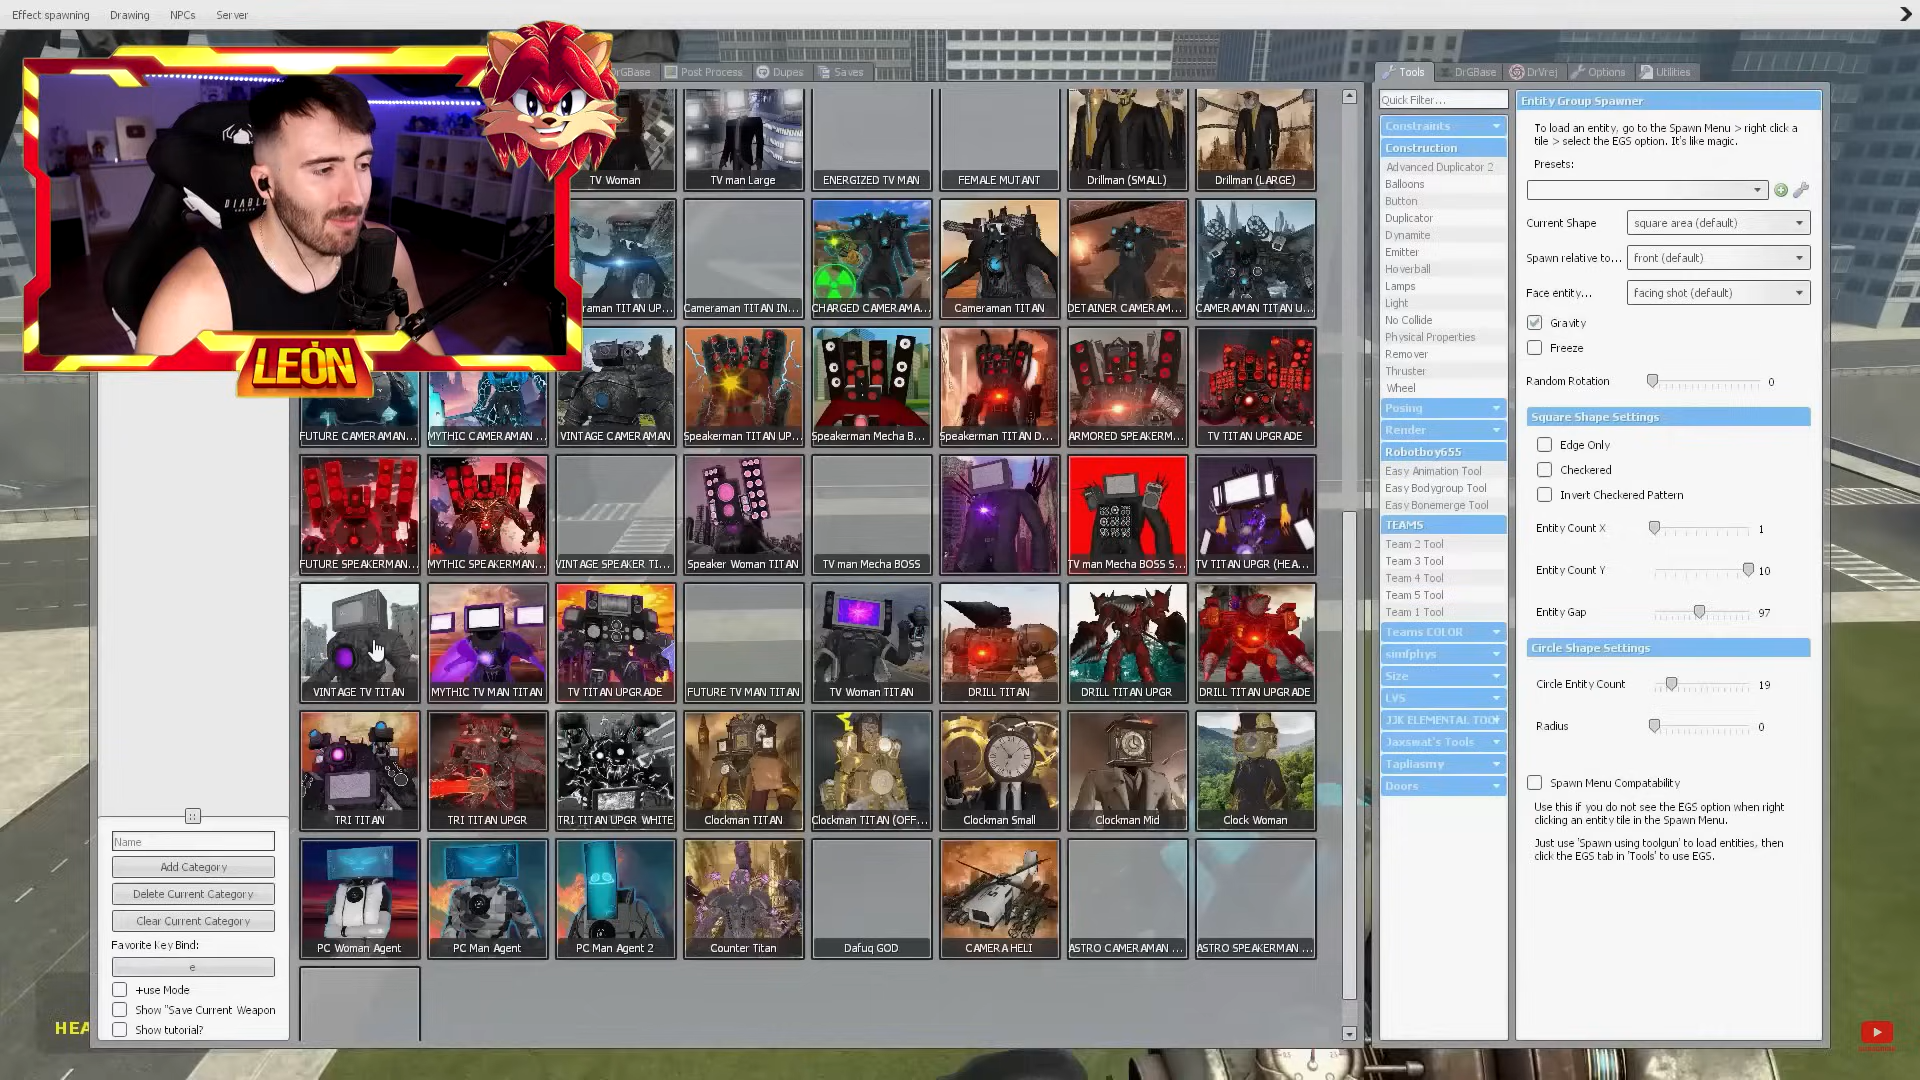 Effect spawning Drawing NPCs Server
rGBase Post Process Dupes Saves
Tools DrGBase DrVrej Options Utilities
LEÓN
DIABLO
TV Woman TV man Large ENERGIZED TV MAN FEMALE MUTANT Drillman (SMALL) Drillman (LARGE)
raman TITAN UP... Cameraman TITAN IN... CHARGED CAMERAMA... Cameraman TITAN DETAINER CAMERAM... CAMERAMAN TITAN U...
FUTURE CAMERAMAN... MYTHIC CAMERAMAN ... VINTAGE CAMERAMAN Speakerman TITAN UP... Speakerman Mecha B... Speakerman TITAN D... ARMORED SPEAKERM... TV TITAN UPGRADE
FUTURE SPEAKERMAN... MYTHIC SPEAKERMAN... VINTAGE SPEAKER TI... Speaker Woman TITAN TV man Mecha BOSS TV man Mecha BOSS S... TV TITAN UPGR (HEA...
VINTAGE TV TITAN MYTHIC TV MAN TITAN TV TITAN UPGRADE FUTURE TV MAN TITAN TV Woman TITAN DRILL TITAN DRILL TITAN UPGR DRILL TITAN UPGRADE
TRI TITAN TRI TITAN UPGR TRI TITAN UPGR WHITE Clockman TITAN Clockman TITAN (OFF... Clockman Small Clockman Mid Clock Woman
PC Woman Agent PC Man Agent PC Man Agent 2 Counter Titan Dafuq GOD CAMERA HELI ASTRO CAMERAMAN ... ASTRO SPEAKERMAN ...
Name
Add Category
Delete Current Category
Clear Current Category
Favorite Key Bind:
e
+use Mode
Show "Save Current Weapon
Show tutorial?
HEA
Quick Filter...
Constraints
Construction
Advanced Duplicator 2
Balloons
Button
Duplicator
Dynamite
Emitter
Hoverball
Lamps
Light
No Collide
Physical Properties
Remover
Thruster
Wheel
Posing
Render
Robotboy655
Easy Animation Tool
Easy Bodygroup Tool
Easy Bonemerge Tool
TEAMS
Team 2 Tool
Team 3 Tool
Team 4 Tool
Team 5 Tool
Team 1 Tool
Teams COLOR
simfphys
Size
LVS
JJK ELEMENTAL TOO
Jaxswat's Tools
Tapliasmy
Doors
Entity Group Spawner
To load an entity, go to the Spawn Menu > right click a
tile > select the EGS option. It's like magic.
Presets:
Current Shape square area (default)
Spawn relative to... front (default)
Face entity... facing shot (default)
Gravity
Freeze
Random Rotation 0
Square Shape Settings
Edge Only
Checkered
Invert Checkered Pattern
Entity Count X 1
Entity Count Y 10
Entity Gap 97
Circle Shape Settings
Circle Entity Count 19
Radius 0
Spawn Menu Compatability
Use this if you do not see the EGS option when right
clicking an entity tile in the Spawn Menu.
Just use 'Spawn using toolgun' to load entities, then
click the EGS tab in 'Tools' to use EGS.